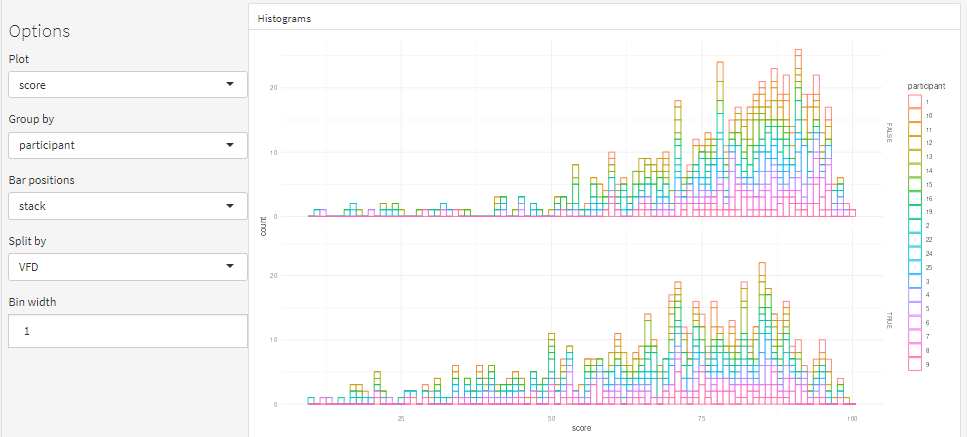 Options
Plot
score
Group by
participant
Bar positions
stack
Split by
VFD
Bin width
1
Histograms
count
20
10
0
FALSE
20
10
0
TRUE
25
50
75
100
score
participant
1
10
11
12
13
14
15
16
19
2
22
24
25
3
4
5
6
7
8
9